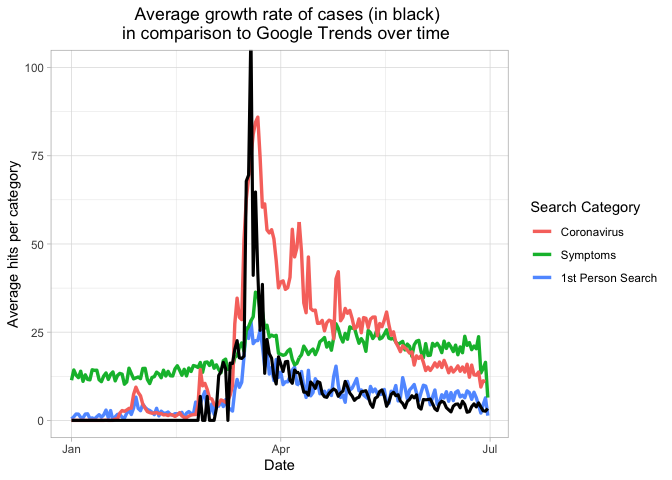 Average growth rate of cases (in black)
in comparison to Google Trends over time
100
75
50
25
0
Average hits per category
Jan
Apr
Jul
Date
Search Category
Coronavirus
Symptoms
1st Person Search